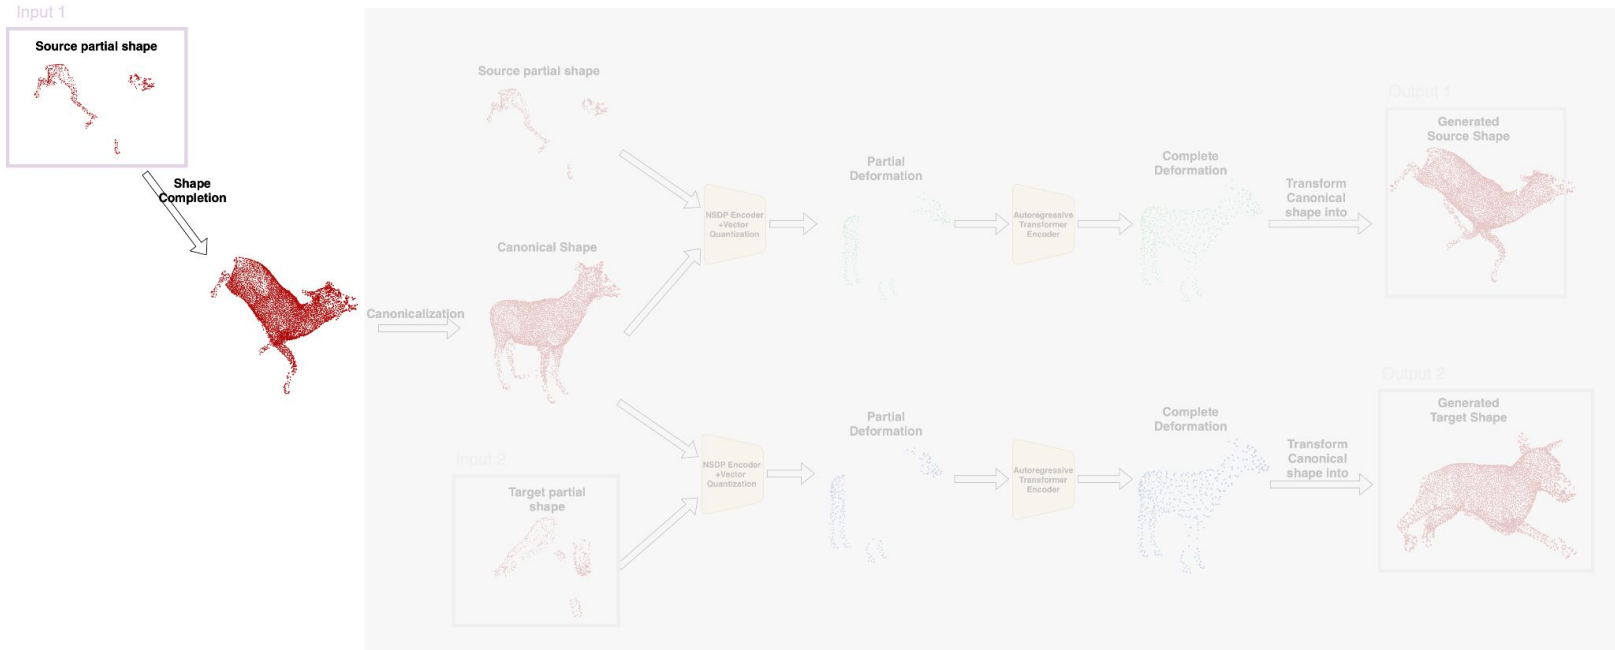 Input 1
Source partial shape
Shape
Completion
Canonicalization
Source partial shape
Canonical Shape
Input 2
Target partial
shape
NSDP Encoder
+Vector
Quantization
Partial
Deformation
Autoregressive
Transformer
Encoder
Complete
Deformation
Transform
Canonical
shape into
Output 1
Generated
Source Shape
NSDP Encoder
+Vector
Quantization
Partial
Deformation
Autoregressive
Transformer
Encoder
Complete
Deformation
Transform
Canonical
shape into
Output 2
Generated
Target Shape